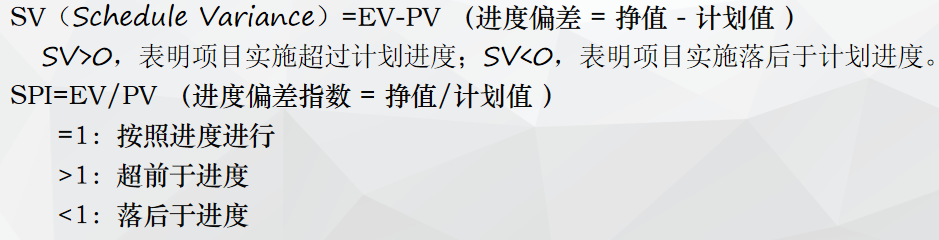 SV（Schedule Variance）=EV-PV （进度偏差 = 挣值 - 计划值 ）
SV>0，表明项目实施超过计划进度；SV<0，表明项目实施落后于计划进度。
SPI=EV/PV （进度偏差指数 = 挣值/计划值 ）
=1：按照进度进行
>1：超前于进度
<1：落后于进度